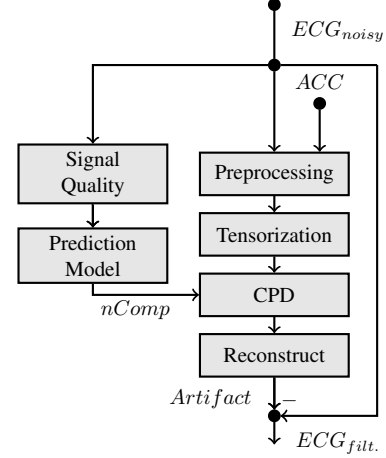 ECG_noisy
ACC
Signal
Quality
Preprocessing
Prediction
Model
Tensorization
CPD
nComp
Reconstruct
Artifact
−
ECG_filt.